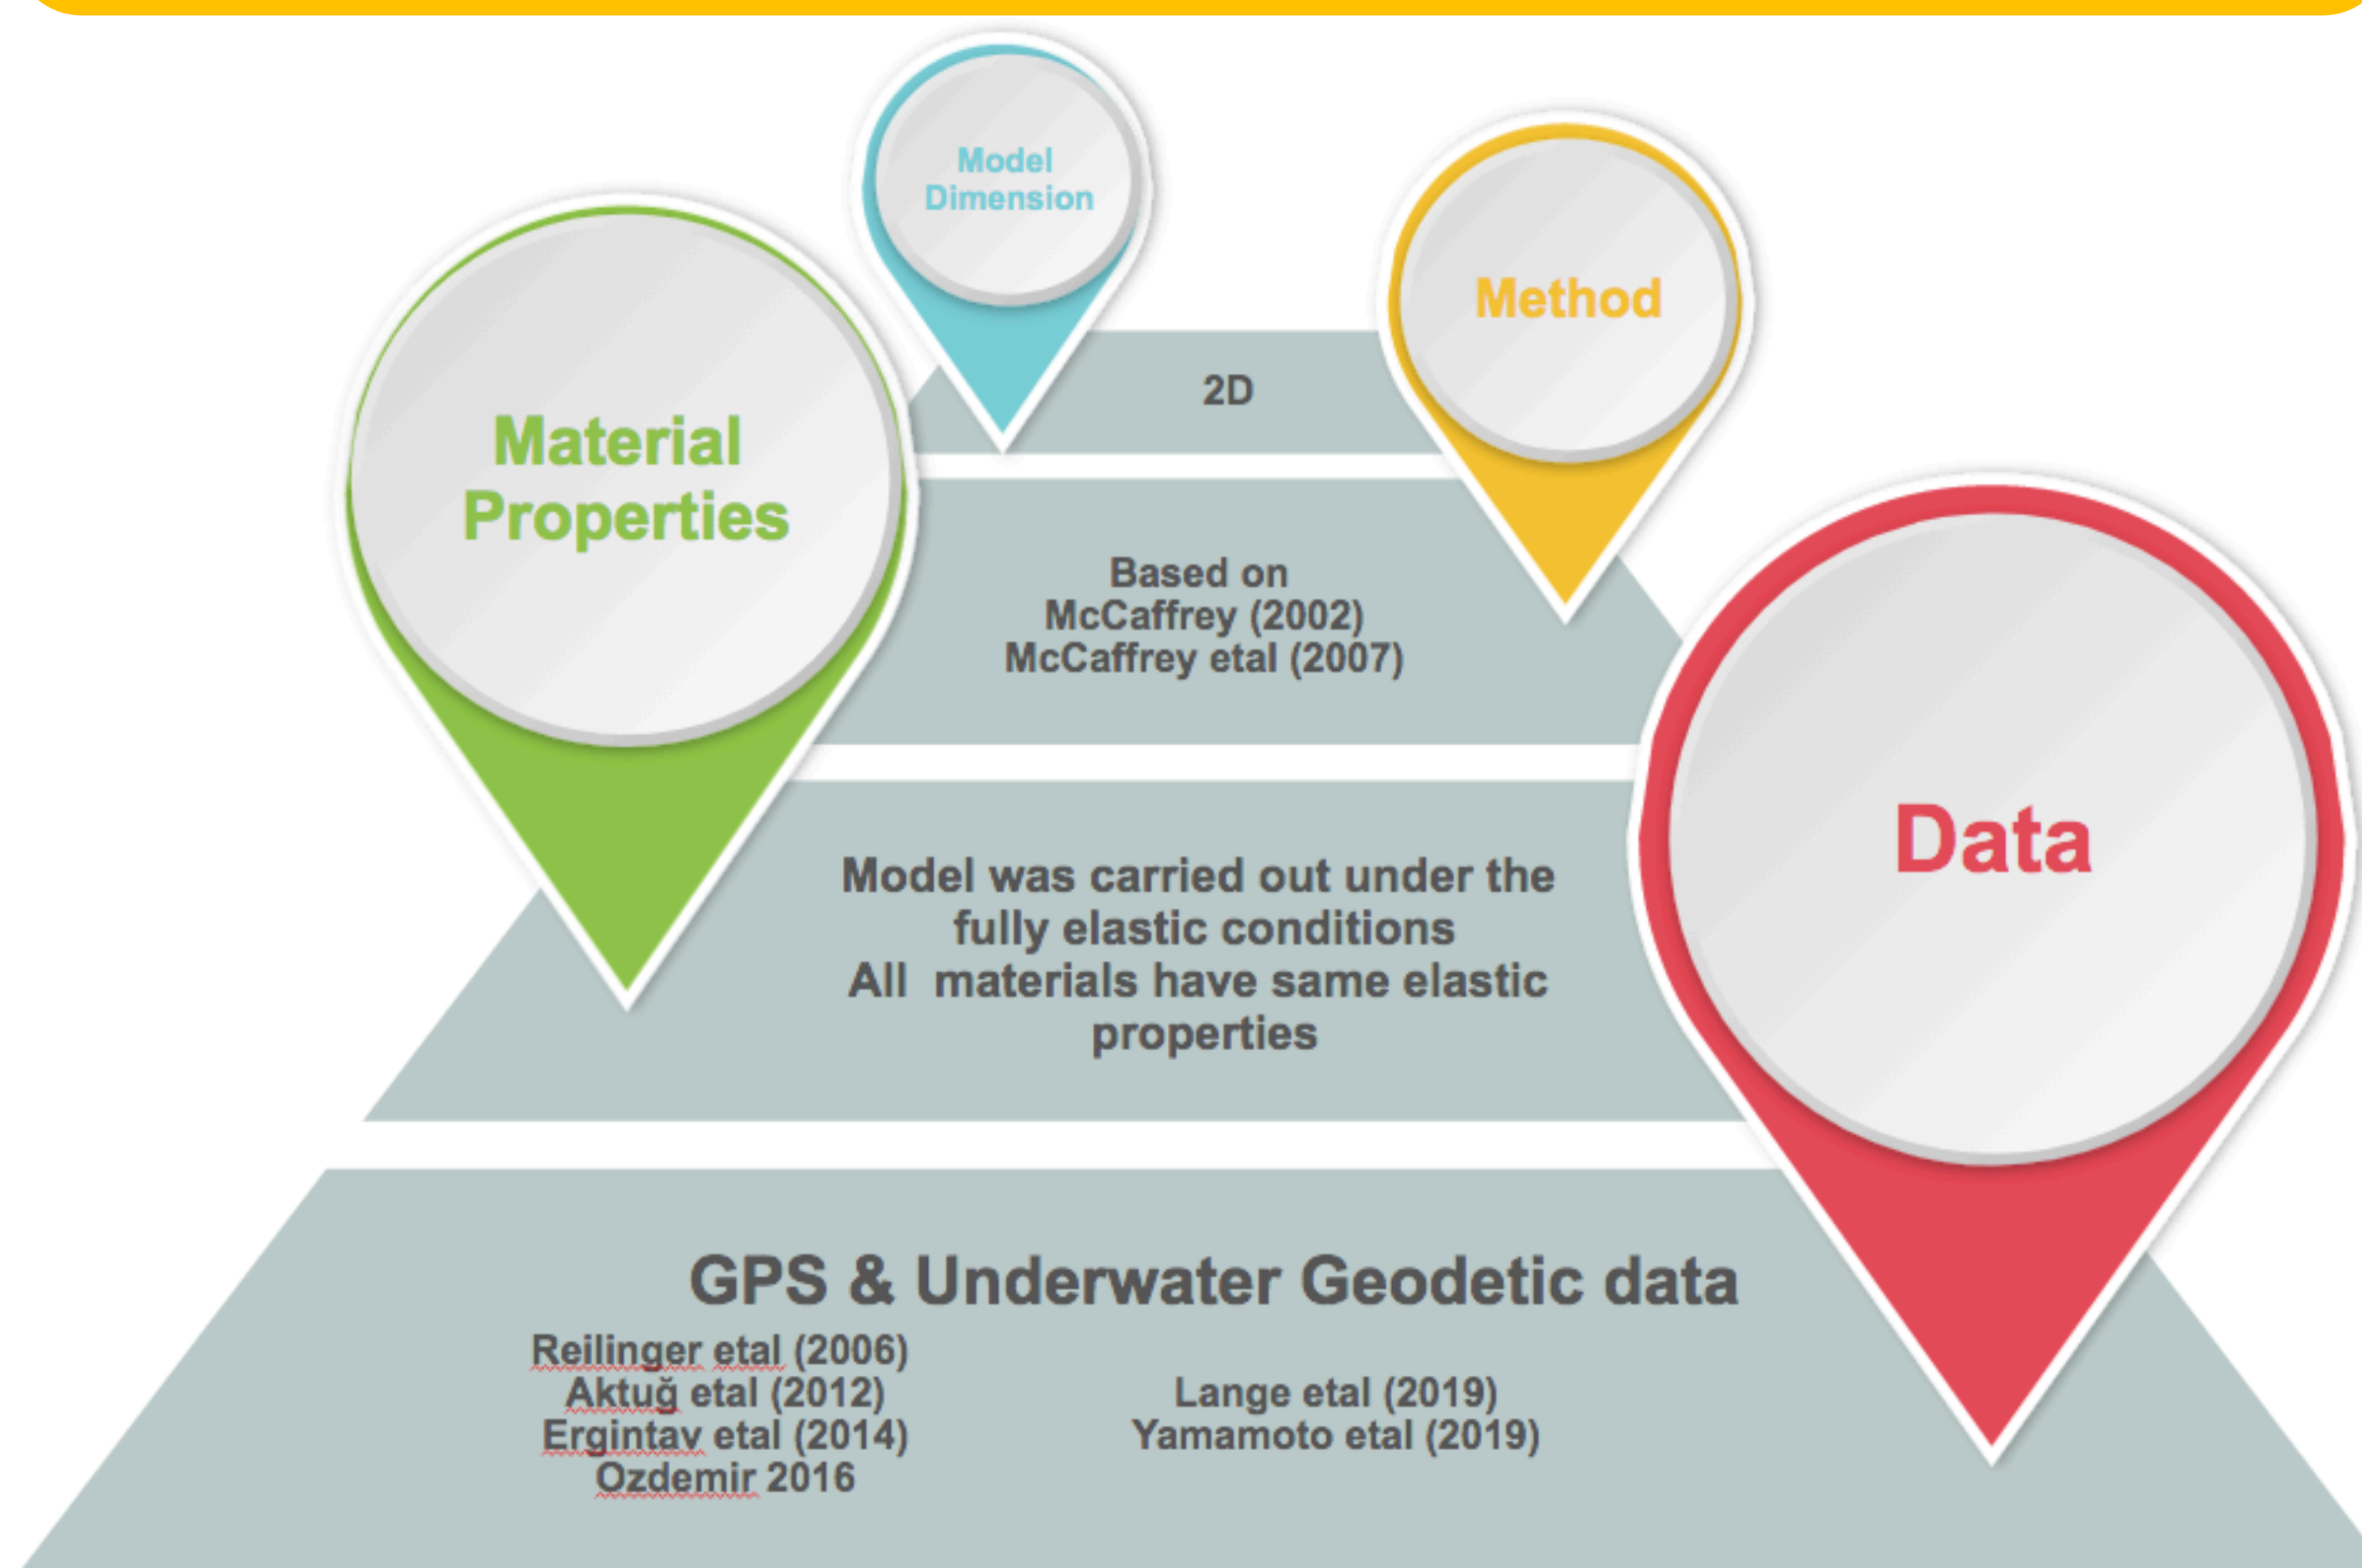 Model
Dimension
Method
2D
Material
Properties
Based on
McCaffrey (2002)
McCaffrey etal (2007)
Data
Model was carried out under the
fully elastic conditions
All  materials have same elastic
properties
GPS & Underwater Geodetic data
Reilinger etal (2006)
Aktuğ etal (2012)
Ergintav etal (2014)
Ozdemir 2016
Lange etal (2019)
Yamamoto etal (2019)